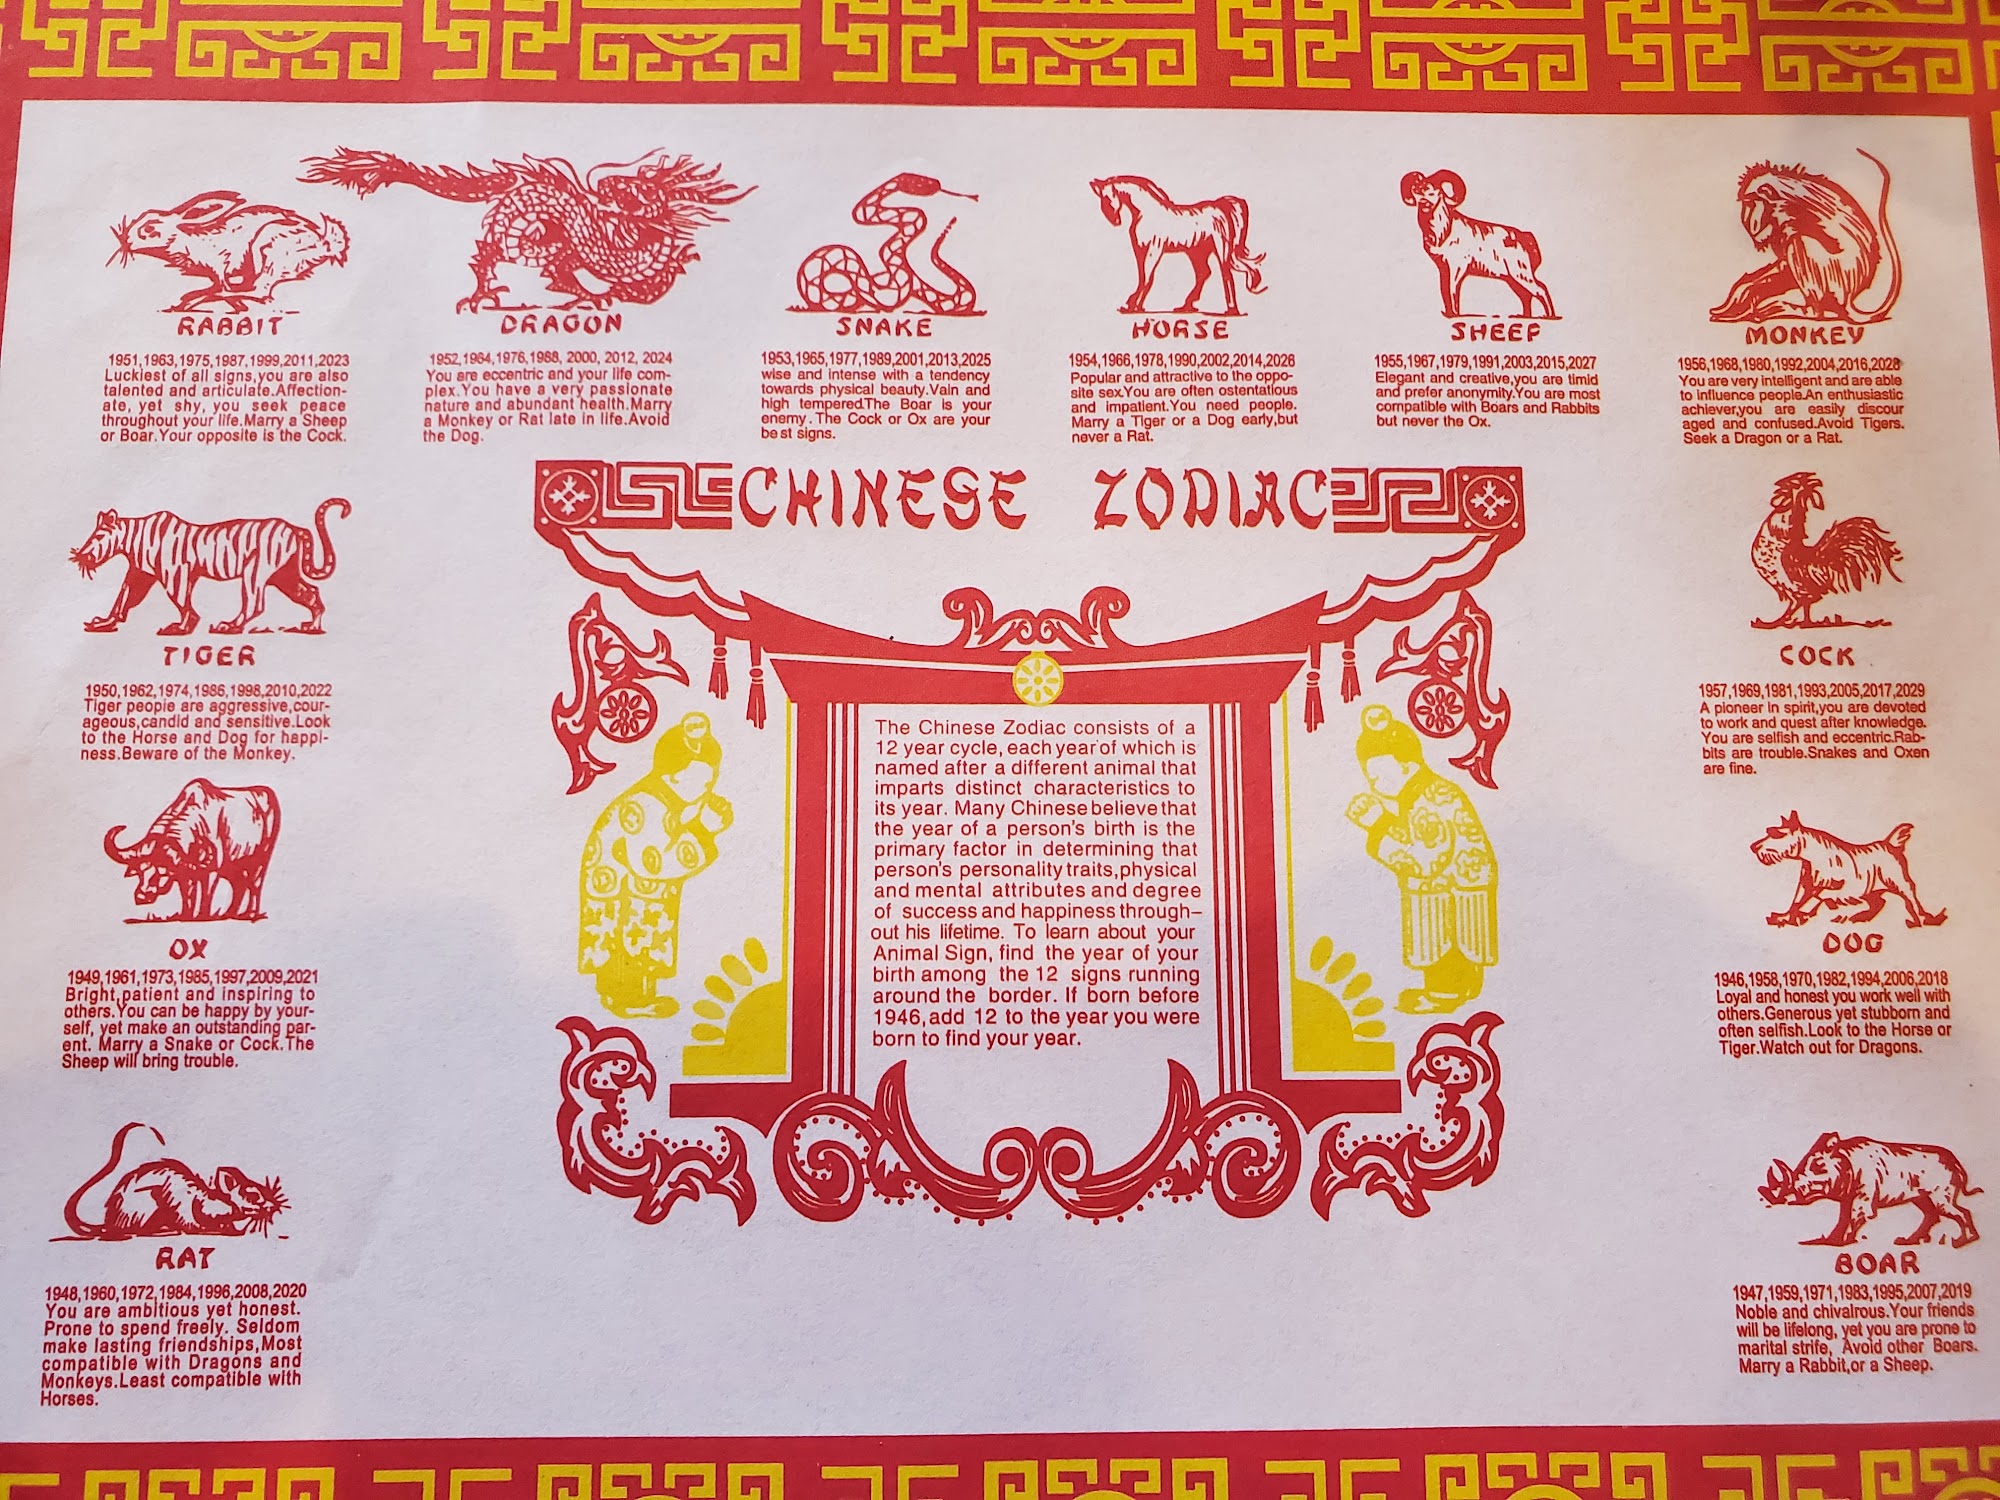 RABBIT
1951,1963,1975,1987,1999,2011,2023
Luckiest of all signs,you are also
talented and articulate.Affection-
ate, yet shy, you seek peace
throughout your life.Marry a Sheep
or Boar.Your opposite is the Cock.
DRAGON
1952,1964,1976,1988, 2000, 2012, 2024
You are eccentric and your life com-
plex.You have a very passionate
nature and abundant health.Marry
a Monkey or Rat late in life.Avoid
the Dog.
SNAKE
1953,1965,1977,1989,2001,2013,2025
wise and intense with a tendency
towards physical beauty.Vain and
high tempered.The Boar is your
enemy. The Cock or Ox are your
best signs.
HORSE
1954,1966,1978,1990,2002,2014,2026
Popular and attractive to the oppo-
site sex.You are often ostentatious
and impatient.You need people.
Marry a Tiger or a Dog early,but
never a Rat.
SHEEP
1955,1967,1979,1991,2003,2015,2027
Elegant and creative,you are timid
and prefer anonymity.You are most
compatible with Boars and Rabbits
but never the Ox.
MONKEY
1956,1968,1980,1992,2004,2016,2028
You are very intelligent and are able
to influence people.An enthusiastic
achiever,you are easily discour
aged and confused.Avoid Tigers.
Seek a Dragon or a Rat.
CHINESE ZODIAC
TIGER
1950,1962,1974,1986,1998,2010,2022
Tiger people are aggressive,cour-
ageous,candid and sensitive.Look
to the Horse and Dog for happi-
ness.Beware of the Monkey.
OX
1949,1961,1973,1985,1997,2009,2021
Bright,patient and inspiring to
others.You can be happy by your-
self, yet make an outstanding par-
ent. Marry a Snake or Cock.The
Sheep will bring trouble.
RAT
1948,1960,1972,1984,1996,2008,2020
You are ambitious yet honest.
Prone to spend freely. Seldom
make lasting friendships,Most
compatible with Dragons and
Monkeys.Least compatible with
Horses.
The Chinese Zodiac consists of a
12 year cycle, each year of which is
named after a different animal that
imparts distinct characteristics to
its year. Many Chinese believe that
the year of a person's birth is the
primary factor in determining that
person's personality traits,physical
and mental attributes and degree
of success and happiness through–
out his lifetime. To learn about your
Animal Sign, find the year of your
birth among the 12 signs running
around the border. If born before
1946,add 12 to the year you were
born to find your year.
COCK
1957,1969,1981,1993,2005,2017,2029
A pioneer in spirit,you are devoted
to work and quest after knowledge.
You are selfish and eccentric.Rab-
bits are trouble.Snakes and Oxen
are fine.
DOG
1946,1958,1970,1982,1994,2006,2018
Loyal and honest you work well with
others.Generous yet stubborn and
often selfish.Look to the Horse or
Tiger.Watch out for Dragons.
BOAR
1947,1959,1971,1983,1995,2007,2019
Noble and chivalrous.Your friends
will be lifelong, yet you are prone to
marital strife, Avoid other Boars.
Marry a Rabbit,or a Sheep.